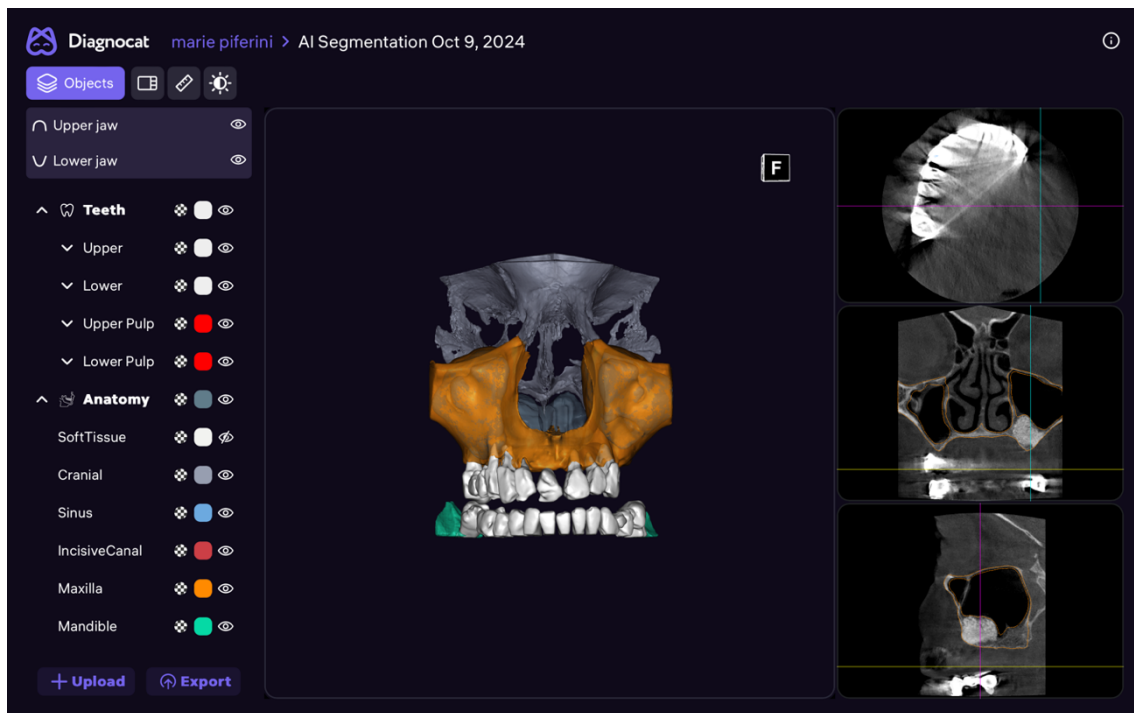 Diagnocat marie piferini > AI Segmentation Oct 9, 2024
Objects
Upper jaw
Lower jaw
Teeth
Upper
Lower
Upper Pulp
Lower Pulp
Anatomy
SoftTissue
Cranial
Sinus
IncisiveCanal
Maxilla
Mandible
+ Upload Export
F